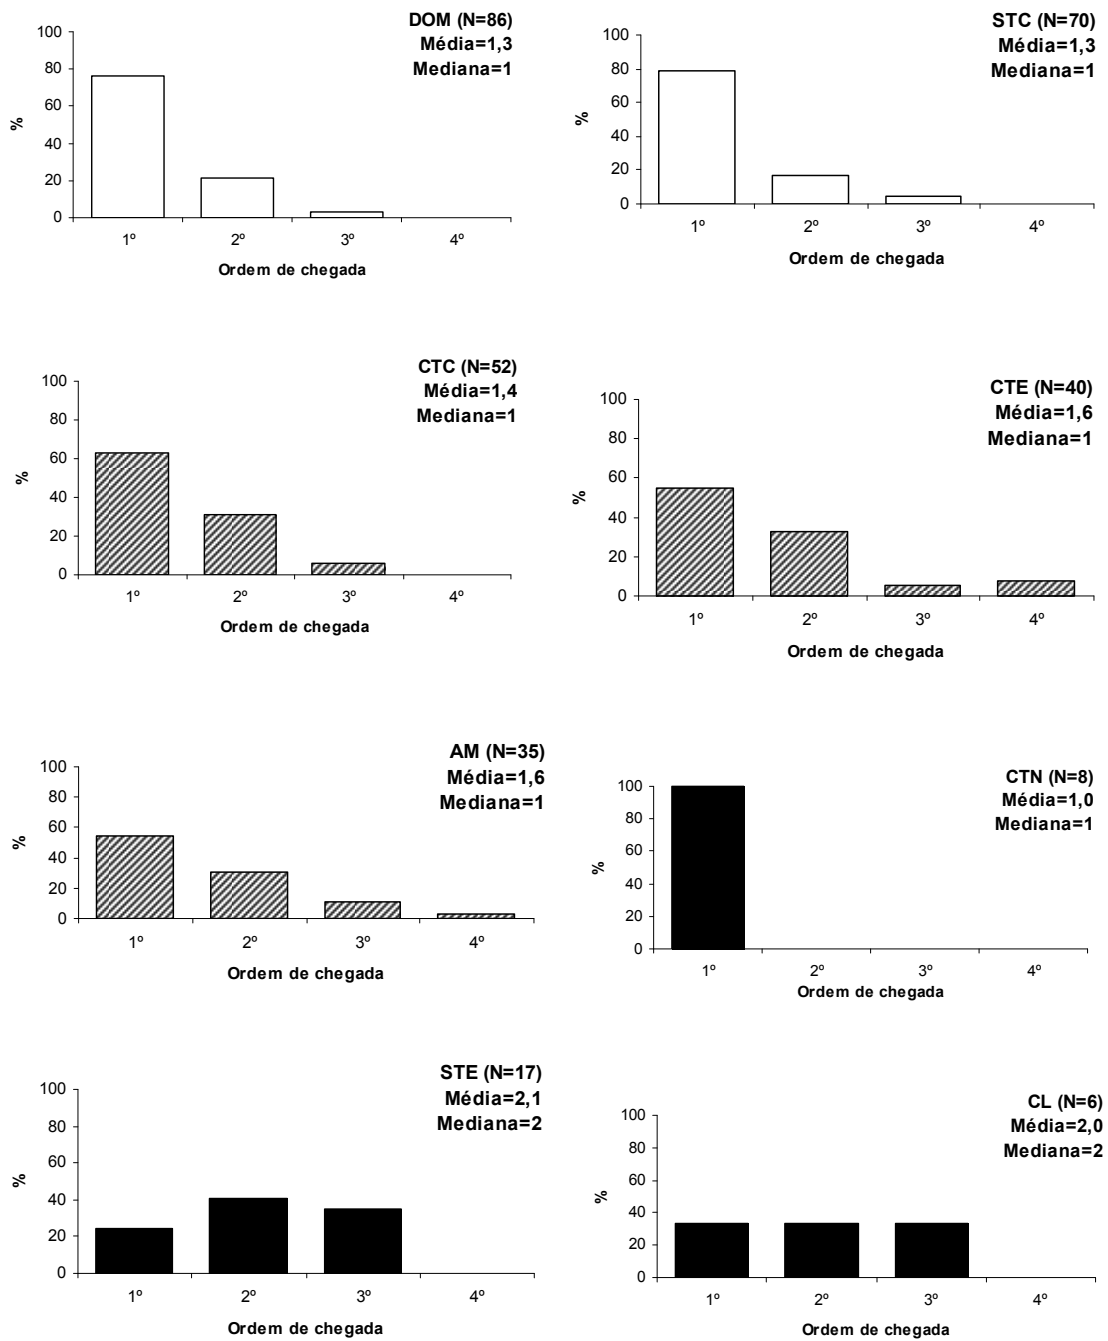 DOM (N=86)
Média=1,3
Mediana=1
100
80
60
40
20
0
%
1º 2º 3º 4º
Ordem de chegada
STC (N=70)
Média=1,3
Mediana=1
100
80
60
40
20
0
%
1º 2º 3º 4º
Ordem de chegada
CTC (N=52)
Média=1,4
Mediana=1
100
80
60
40
20
0
%
1º 2º 3º 4º
Ordem de chegada
CTE (N=40)
Média=1,6
Mediana=1
100
80
60
40
20
0
%
1º 2º 3º 4º
Ordem de chegada
AM (N=35)
Média=1,6
Mediana=1
100
80
60
40
20
0
%
1º 2º 3º 4º
Ordem de chegada
CTN (N=8)
Média=1,0
Mediana=1
100
80
60
40
20
0
%
1º 2º 3º 4º
Ordem de chegada
STE (N=17)
Média=2,1
Mediana=2
100
80
60
40
20
0
%
1º 2º 3º 4º
Ordem de chegada
CL (N=6)
Média=2,0
Mediana=2
100
80
60
40
20
0
%
1º 2º 3º 4º
Ordem de chegada